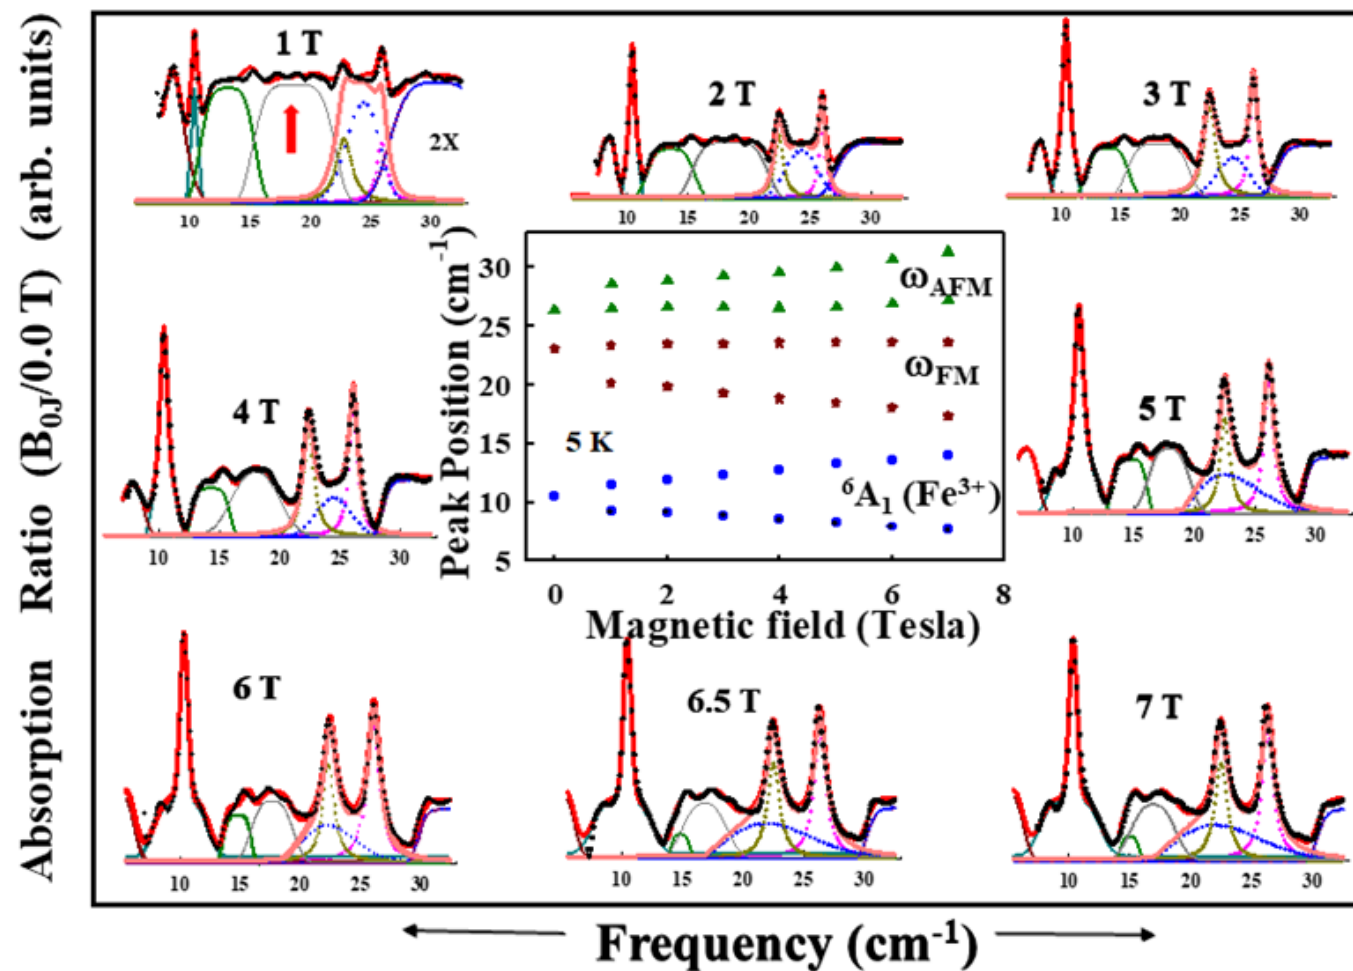 Absorption Ratio (B0J/0.0 T) (arb. units)
1 T
2X
10 15 20 25 30
2 T
10 15 20 25 30
3 T
10 15 20 25 30
4 T
10 15 20 25 30
Peak Position (cm-1)
30
25
20
15
10
5
ωAFM
ωFM
5 K
6A1 (Fe3+)
0 2 4 6 8
Magnetic field (Tesla)
5 T
10 15 20 25 30
6 T
10 15 20 25 30
6.5 T
10 15 20 25 30
7 T
10 15 20 25 30
Frequency (cm-1)